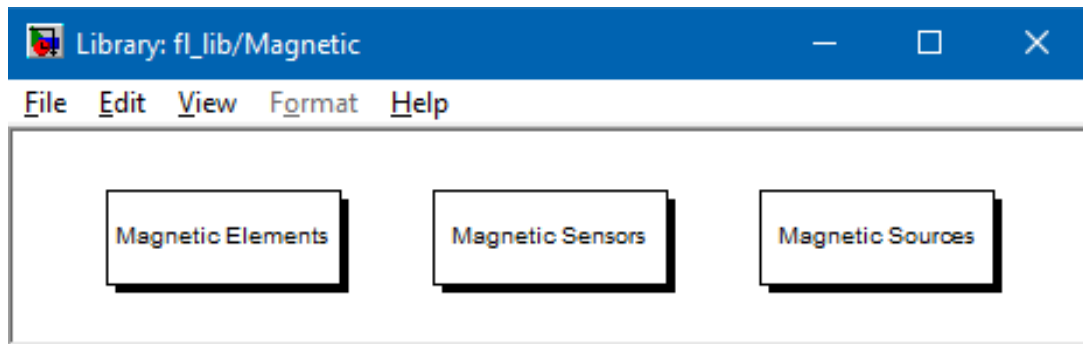 Library: fl_lib/Magnetic
File Edit View Format Help
Magnetic Elements Magnetic Sensors Magnetic Sources